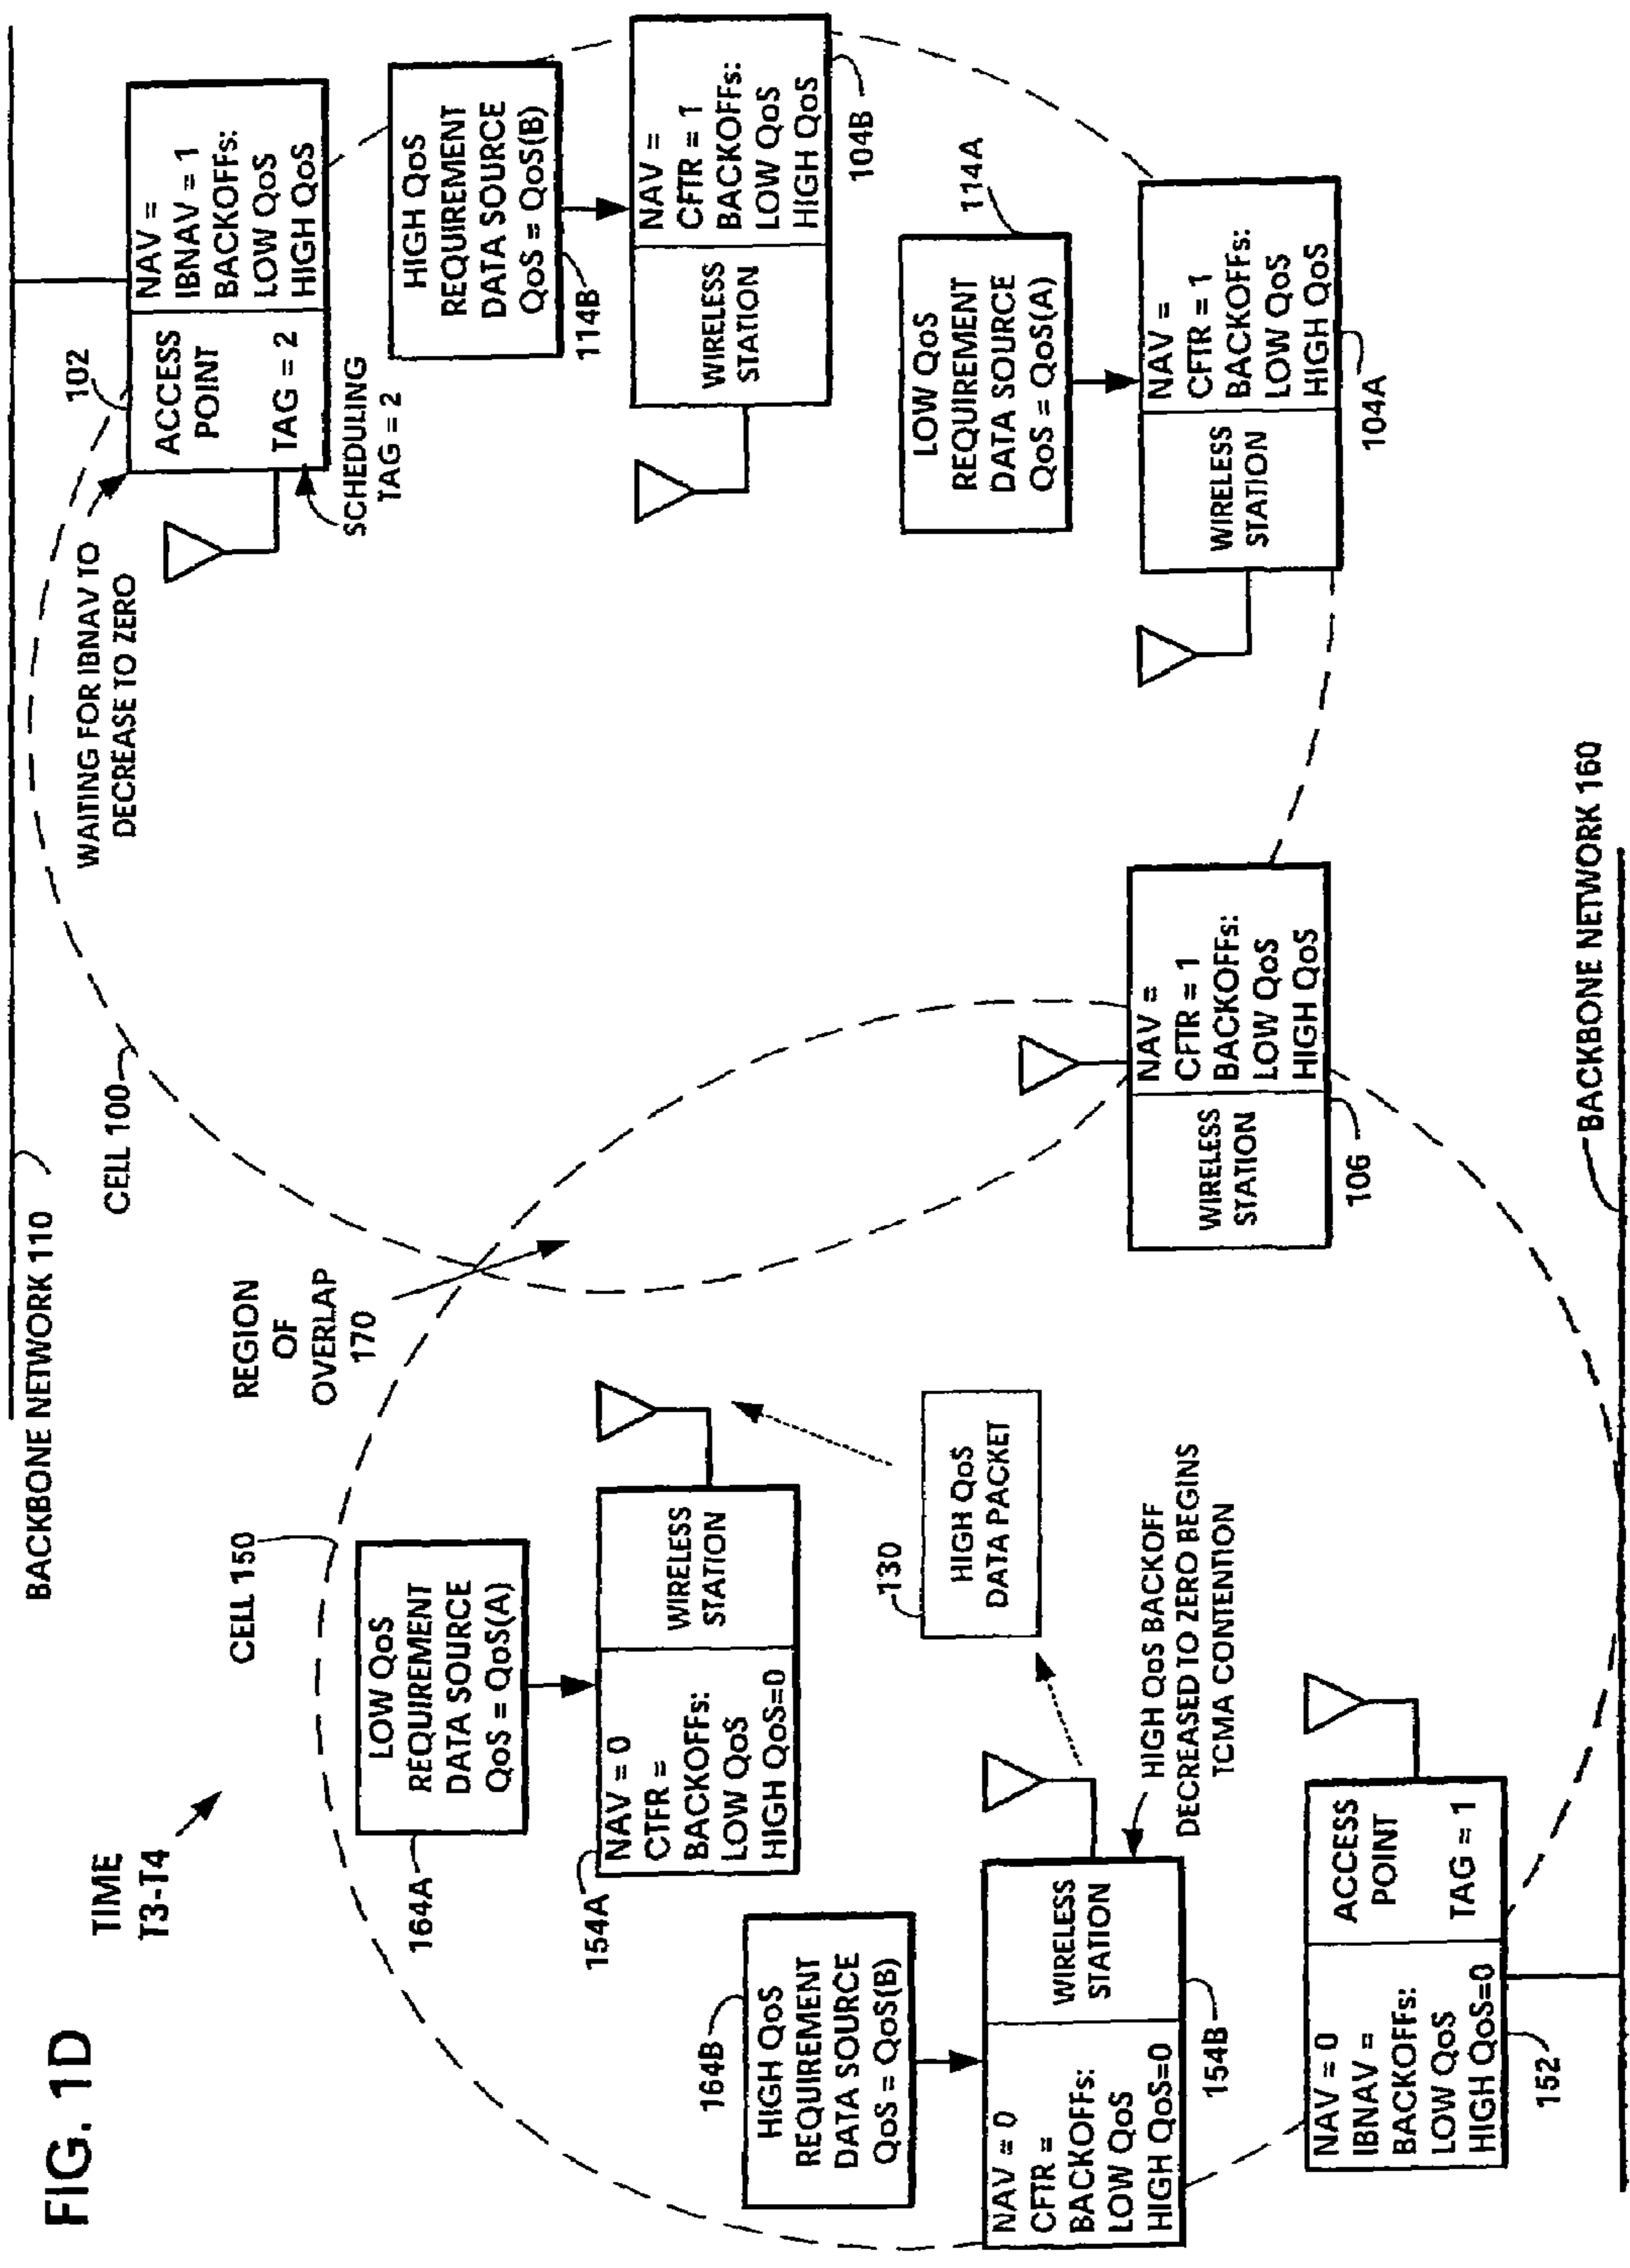 FIG. 1D
TIME
T3-T4
BACKBONE NETWORK 110
CELL 100
WAITING FOR IBNAV TO
DECREASE TO ZERO
102
ACCESS
POINT
TAG = 2
NAV =
IBNAV = 1
BACKOFFs:
LOW QoS
HIGH QoS
SCHEDULING
TAG = 2
CELL 150
REGION
OF
OVERLAP
170
HIGH QoS
REQUIREMENT
DATA SOURCE
QoS = QoS(B)
114B
WIRELESS
STATION
NAV =
CFTR = 1
BACKOFFs:
LOW QoS
HIGH QoS
104B
LOW QoS
REQUIREMENT
DATA SOURCE
QoS = QoS(A)
164A
154A
NAV = 0
CTFR =
BACKOFFs:
LOW QoS
HIGH QoS=0
WIRELESS
STATION
LOW QoS
REQUIREMENT
DATA SOURCE
QoS = QoS(A)
114A
WIRELESS
STATION
NAV =
CFTR = 1
BACKOFFs:
LOW QoS
HIGH QoS
104A
164B
HIGH QoS
REQUIREMENT
DATA SOURCE
QoS = QoS(B)
130
HIGH QoS
DATA PACKET
NAV = 0
CFTR =
BACKOFFs:
LOW QoS
HIGH QoS=0
WIRELESS
STATION
154B
HIGH QoS BACKOFF
DECREASED TO ZERO BEGINS
TCMA CONTENTION
WIRELESS
STATION
NAV =
CFTR = 1
BACKOFFs:
LOW QoS
HIGH QoS
106
NAV = 0
IBNAV =
BACKOFFs:
LOW QoS
HIGH QoS=0
ACCESS
POINT
TAG = 1
152
BACKBONE NETWORK 160